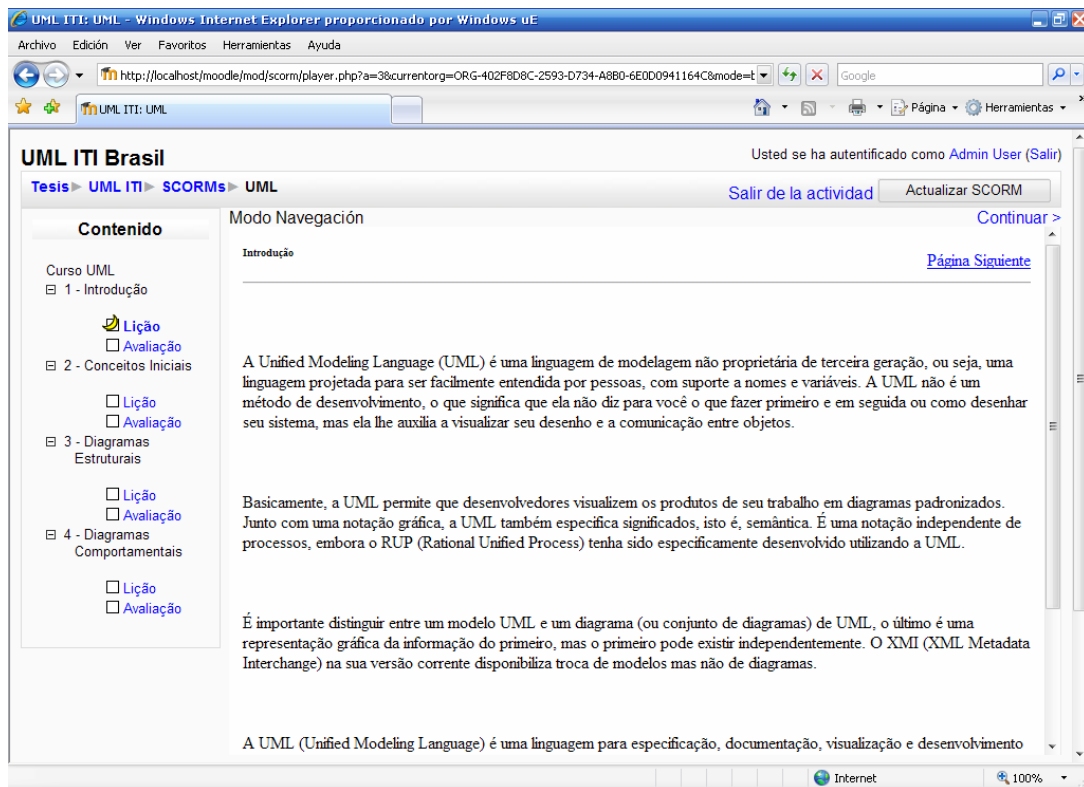 UML ITI: UML - Windows Internet Explorer proporcionado por Windows uE
Archivo Edición Ver Favoritos Herramientas Ayuda
http://localhost/moodle/mod/scorm/player.php?a=3&currentorg=ORG-402F8D8C-2593-D734-A8B0-6E0D0941164C&mode=t
Google
UML ITI: UML
Página Herramientas
UML ITI Brasil
Usted se ha autentificado como Admin User (Salir)
Tesis UML ITI SCORMs UML
Salir de la actividad Actualizar SCORM
Contenido
Modo Navegación
Continuar >
Curso UML
1 - Introdução
Lição
Avaliação
2 - Conceitos Iniciais
Lição
Avaliação
3 - Diagramas
Estruturais
Lição
Avaliação
4 - Diagramas
Comportamentais
Lição
Avaliação
Introdução
Página Siguiente
A Unified Modeling Language (UML) é uma linguagem de modelagem não proprietária de terceira geração, ou seja, uma
linguagem projetada para ser facilmente entendida por pessoas, com suporte a nomes e variáveis. A UML não é um
método de desenvolvimento, o que significa que ela não diz para você o que fazer primeiro e em seguida ou como desenhar
seu sistema, mas ela lhe auxilia a visualizar seu desenho e a comunicação entre objetos.
Basicamente, a UML permite que desenvolvedores visualizem os produtos de seu trabalho em diagramas padronizados.
Junto com uma notação gráfica, a UML também especifica significados, isto é, semântica. É uma notação independente de
processos, embora o RUP (Rational Unified Process) tenha sido especificamente desenvolvido utilizando a UML.
É importante distinguir entre um modelo UML e um diagrama (ou conjunto de diagramas) de UML, o último é uma
representação gráfica da informação do primeiro, mas o primeiro pode existir independentemente. O XMI (XML Metadata
Interchange) na sua versão corrente disponibiliza troca de modelos mas não de diagramas.
A UML (Unified Modeling Language) é uma linguagem para especificação, documentação, visualização e desenvolvimento
Internet
100%